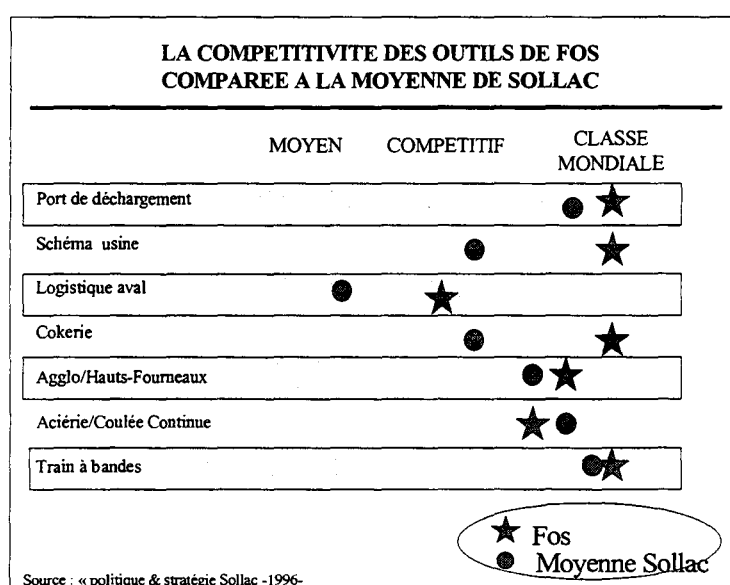 LA COMPETITIVITE DES OUTILS DE FOS
COMPAREE A LA MOYENNE DE SOLLAC
MOYEN COMPETITIF CLASSE MONDIALE
Port de déchargement
Schéma usine
Logistique aval
Cokerie
Agglo/Hauts-Fourneaux
Aciérie/Coulée Continue
Train à bandes
Fos
Moyenne Sollac
Source : « politique & stratégie Sollac -1996-